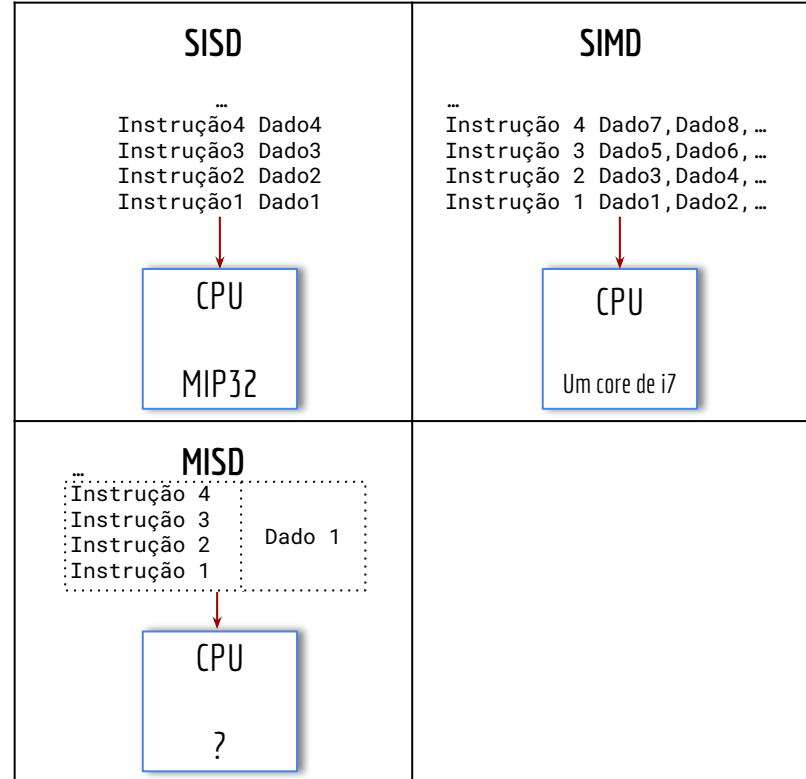 SISD
…
Instrução4 Dado4
Instrução3 Dado3
Instrução2 Dado2
Instrução1 Dado1
CPU
MIP32
SIMD
…
Instrução 4 Dado7,Dado8,…
Instrução 3 Dado5,Dado6,…
Instrução 2 Dado3,Dado4,…
Instrução 1 Dado1,Dado2,…
CPU
Um core de i7
MISD
…
Instrução 4
Instrução 3
Instrução 2
Instrução 1
Dado 1
CPU
?